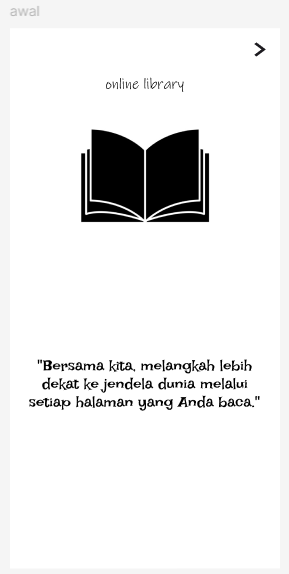 awal
online library
"Bersama kita, melangkah lebih
dekat ke jendela dunia melalui
setiap halaman yang Anda baca."